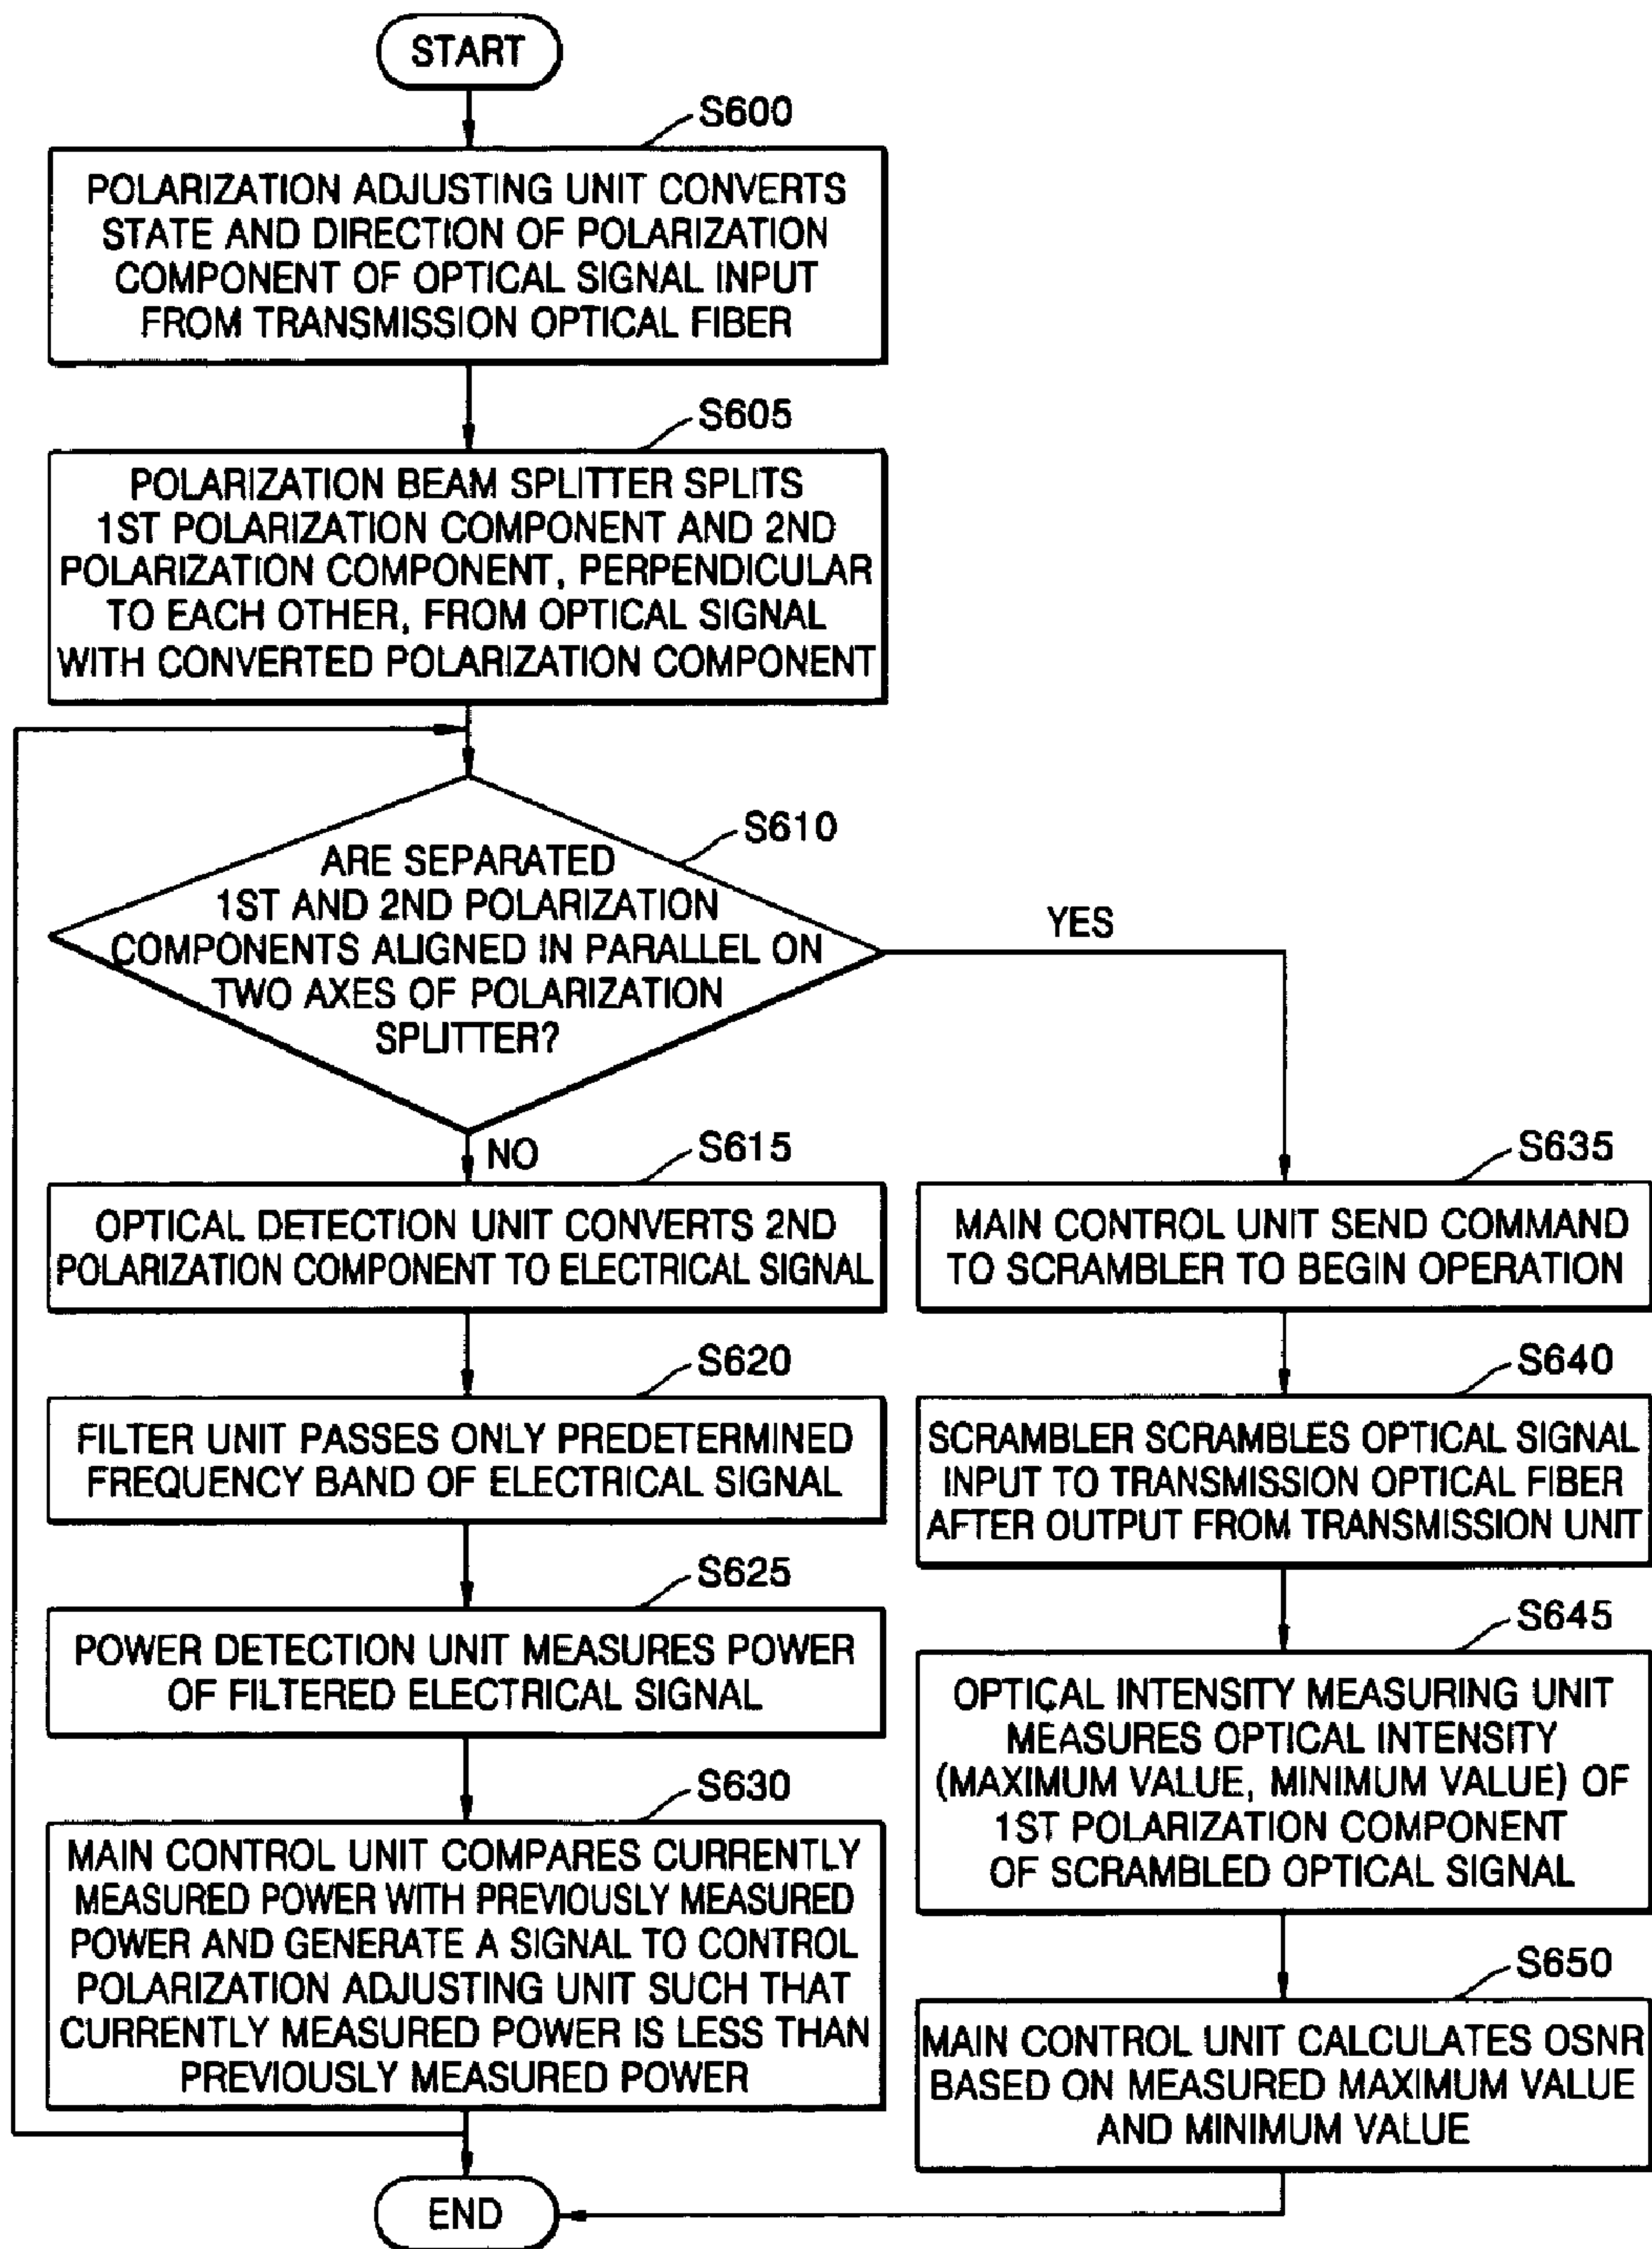 START
S600
POLARIZATION ADJUSTING UNIT CONVERTS
STATE AND DIRECTION OF POLARIZATION
COMPONENT OF OPTICAL SIGNAL INPUT
FROM TRANSMISSION OPTICAL FIBER
S605
POLARIZATION BEAM SPLITTER SPLITS
1ST POLARIZATION COMPONENT AND 2ND
POLARIZATION COMPONENT, PERPENDICULAR
TO EACH OTHER, FROM OPTICAL SIGNAL
WITH CONVERTED POLARIZATION COMPONENT
S610
ARE SEPARATED
1ST AND 2ND POLARIZATION
COMPONENTS ALIGNED IN PARALLEL ON
TWO AXES OF POLARIZATION
SPLITTER?
YES
NO
S615
OPTICAL DETECTION UNIT CONVERTS 2ND
POLARIZATION COMPONENT TO ELECTRICAL SIGNAL
S620
FILTER UNIT PASSES ONLY PREDETERMINED
FREQUENCY BAND OF ELECTRICAL SIGNAL
S625
POWER DETECTION UNIT MEASURES POWER
OF FILTERED ELECTRICAL SIGNAL
S630
MAIN CONTROL UNIT COMPARES CURRENTLY
MEASURED POWER WITH PREVIOUSLY MEASURED
POWER AND GENERATE A SIGNAL TO CONTROL
POLARIZATION ADJUSTING UNIT SUCH THAT
CURRENTLY MEASURED POWER IS LESS THAN
PREVIOUSLY MEASURED POWER
S635
MAIN CONTROL UNIT SEND COMMAND
TO SCRAMBLER TO BEGIN OPERATION
S640
SCRAMBLER SCRAMBLES OPTICAL SIGNAL
INPUT TO TRANSMISSION OPTICAL FIBER
AFTER OUTPUT FROM TRANSMISSION UNIT
S645
OPTICAL INTENSITY MEASURING UNIT
MEASURES OPTICAL INTENSITY
(MAXIMUM VALUE, MINIMUM VALUE) OF
1ST POLARIZATION COMPONENT
OF SCRAMBLED OPTICAL SIGNAL
S650
MAIN CONTROL UNIT CALCULATES OSNR
BASED ON MEASURED MAXIMUM VALUE
AND MINIMUM VALUE
END